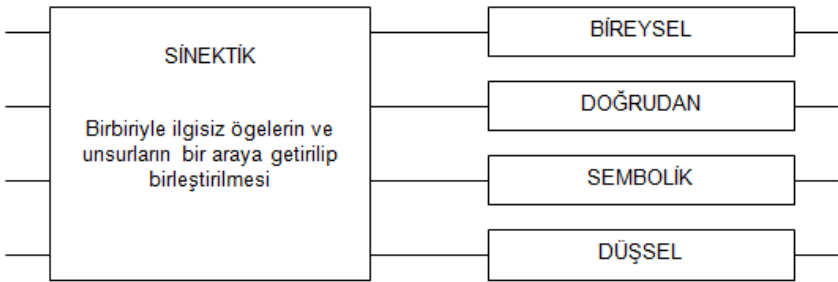 SİNEKTİK
Birbiriyle ilgisiz ögelerin ve
unsurların bir araya getirilip
birleştirilmesi
BİREYSEL
DOĞRUDAN
SEMBOLİK
DÜŞSEL